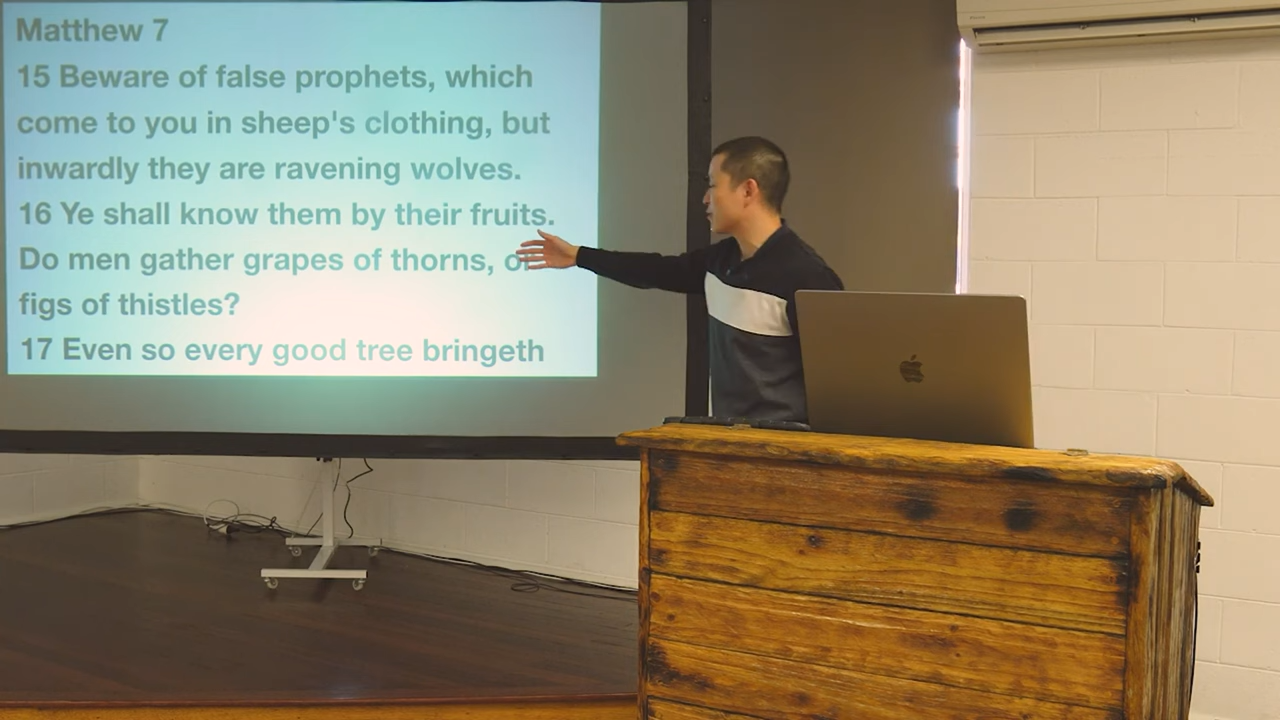 Matthew 7
15 Beware of false prophets, which
come to you in sheep's clothing, but
inwardly they are ravening wolves.
16 Ye shall know them by their fruits.
Do men gather grapes of thorns, or
figs of thistles?
17 Even so every good tree bringeth